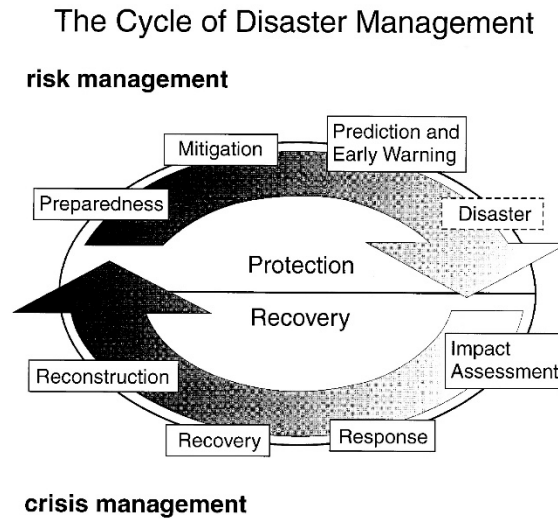 The Cycle of Disaster Management
risk management
Mitigation
Prediction and
Early Warning
Preparedness
Disaster
Protection
Recovery
Impact
Assessment
Reconstruction
Recovery
Response
crisis management